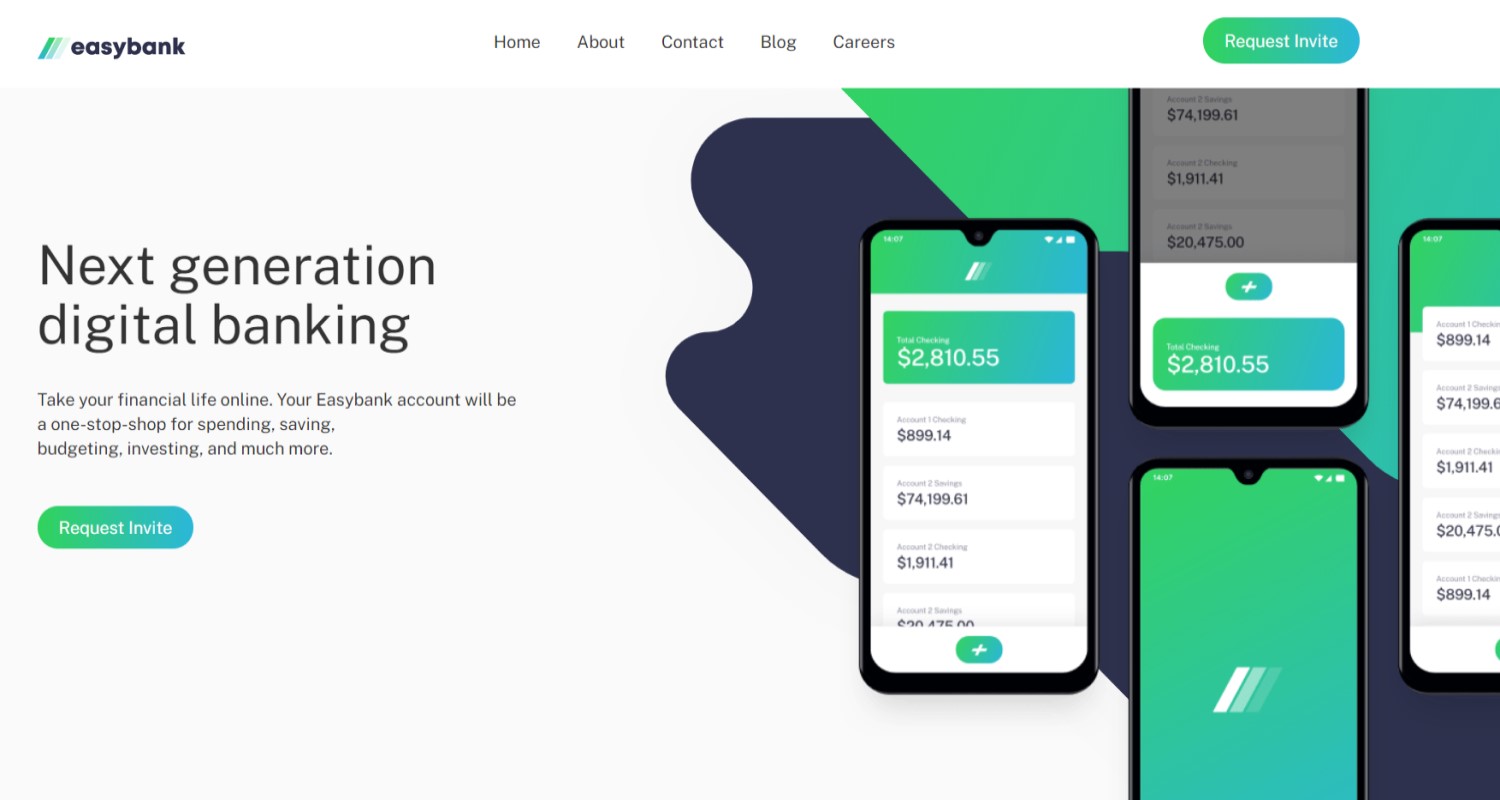 easybank
Home
About
Contact
Blog
Careers
Request Invite
Next generation
digital banking
Take your financial life online. Your Easybank account will be
a one-stop-shop for spending, saving,
budgeting, investing, and much more.
Request Invite
14:07
Total Checking
$2,810.55
Account 1 Checking
$899.14
Account 2 Savings
$74,199.61
Account 2 Checking
$1,911.41
Account 2 Savings
$20,475.00
Account 2 Savings
$74,199.61
Account 2 Checking
$1,911.41
Account 2 Savings
$20,475.00
Total Checking
$2,810.55
14:07
14:07
Account 1 Checking
$899.14
Account 2 Savings
$74,199.6
Account 2 Checki
$1,911.41
Account 2 Savings
$20,475.0
Account 1 Checkin
$899.14